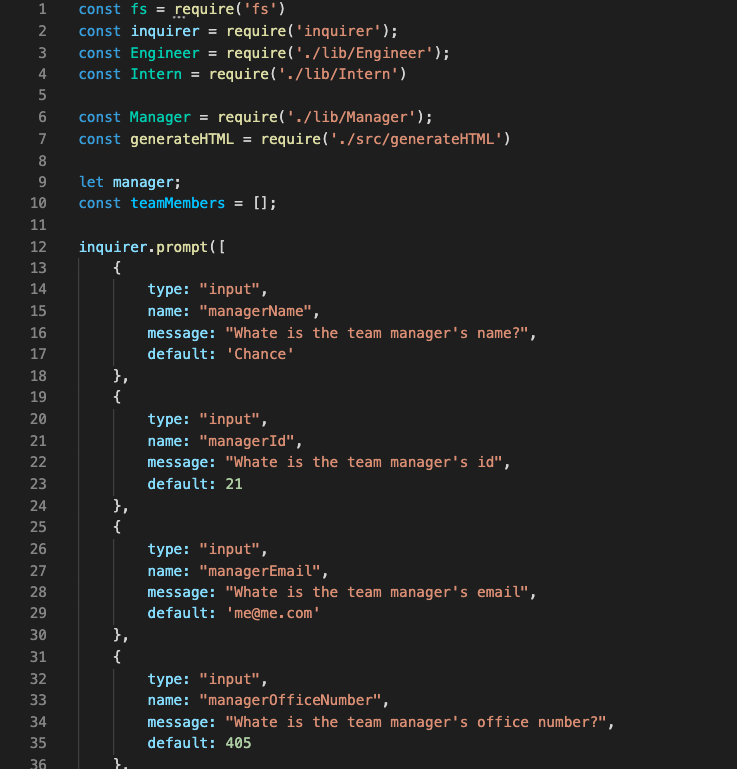 1 const fs = require('fs')
2 const inquirer = require('inquirer');
3 const Engineer = require('./lib/Engineer');
4 const Intern = require('./lib/Intern')
5
6 const Manager = require('./lib/Manager');
7 const generateHTML = require('./src/generateHTML')
8
9 let manager;
10 const teamMembers = [];
11
12 inquirer.prompt([
13     {
14         type: "input",
15         name: "managerName",
16         message: "Whate is the team manager's name?",
17         default: 'Chance'
18     },
19     {
20         type: "input",
21         name: "managerId",
22         message: "Whate is the team manager's id",
23         default: 21
24     },
25     {
26         type: "input",
27         name: "managerEmail",
28         message: "Whate is the team manager's email",
29         default: 'me@me.com'
30     },
31     {
32         type: "input",
33         name: "managerOfficeNumber",
34         message: "Whate is the team manager's office number?",
35         default: 405
36     },